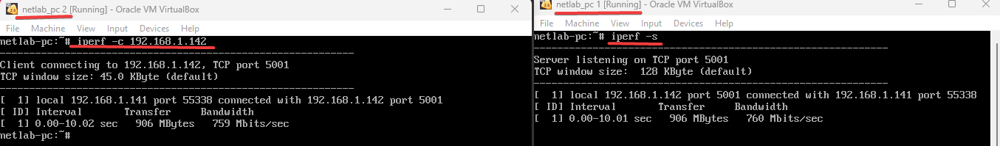 netlab_pc 2 [Running] - Oracle VM VirtualBox
File Machine View Input Devices Help
netlab-pc:~# iperf -c 192.168.1.142
------------------------------------------------------------
Client connecting to 192.168.1.142, TCP port 5001
TCP window size: 45.0 KByte (default)
------------------------------------------------------------
[  1] local 192.168.1.141 port 55338 connected with 192.168.1.142 port 5001
[ ID] Interval       Transfer     Bandwidth
[  1] 0.00-10.02 sec   906 MBytes   759 Mbits/sec
netlab-pc:~#
netlab_pc 1 [Running] - Oracle VM VirtualBox
File Machine View Input Devices Help
netlab-pc:~# iperf -s
------------------------------------------------------------
Server listening on TCP port 5001
TCP window size:  128 KByte (default)
------------------------------------------------------------
[  1] local 192.168.1.142 port 5001 connected with 192.168.1.141 port 55338
[ ID] Interval       Transfer     Bandwidth
[  1] 0.00-10.01 sec   906 MBytes   760 Mbits/sec